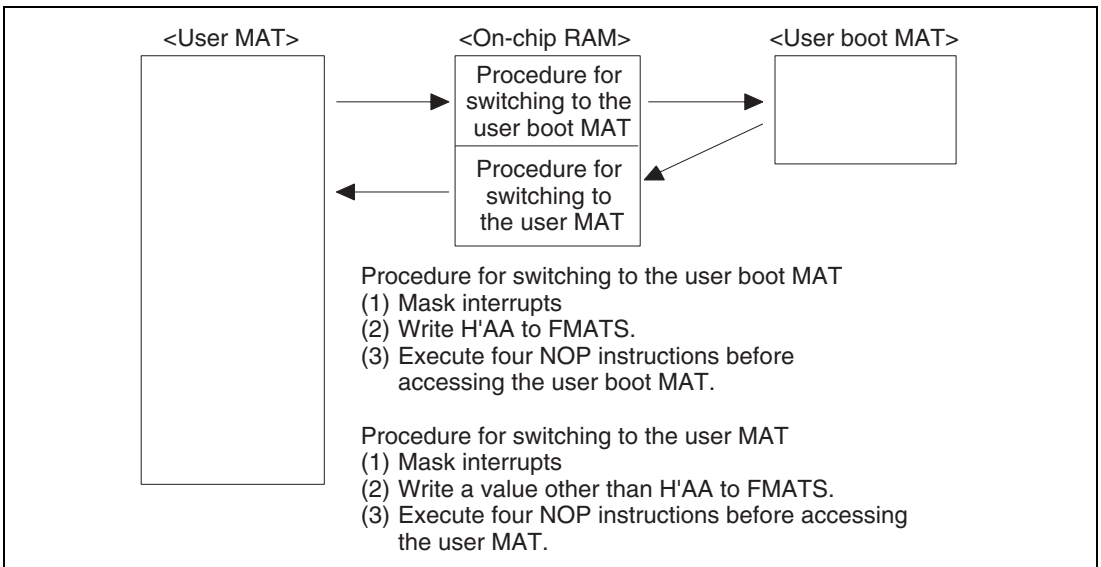 <User MAT>
<On-chip RAM>
<User boot MAT>
Procedure for
switching to the
user boot MAT
Procedure for
switching to
the user MAT
Procedure for switching to the user boot MAT
(1) Mask interrupts
(2) Write H'AA to FMATS.
(3) Execute four NOP instructions before
accessing the user boot MAT.
Procedure for switching to the user MAT
(1) Mask interrupts
(2) Write a value other than H'AA to FMATS.
(3) Execute four NOP instructions before accessing
the user MAT.